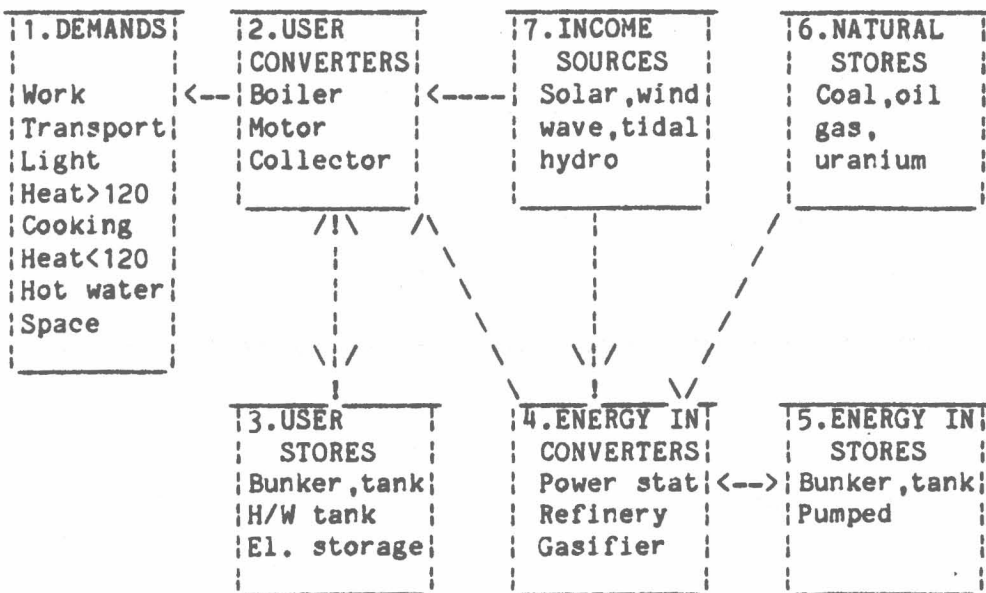 1.DEMANDS
Work
Transport
Light
Heat>120
Cooking
Heat<120
Hot water
Space
2.USER
CONVERTERS
Boiler
Motor
Collector
7.INCOME
SOURCES
Solar,wind
wave,tidal
hydro
6.NATURAL
STORES
Coal,oil
gas,
uranium
3.USER
STORES
Bunker,tank
H/W tank
El. storage
4.ENERGY IN
CONVERTERS
Power stat
Refinery
Gasifier
5.ENERGY IN
STORES
Bunker,tank
Pumped